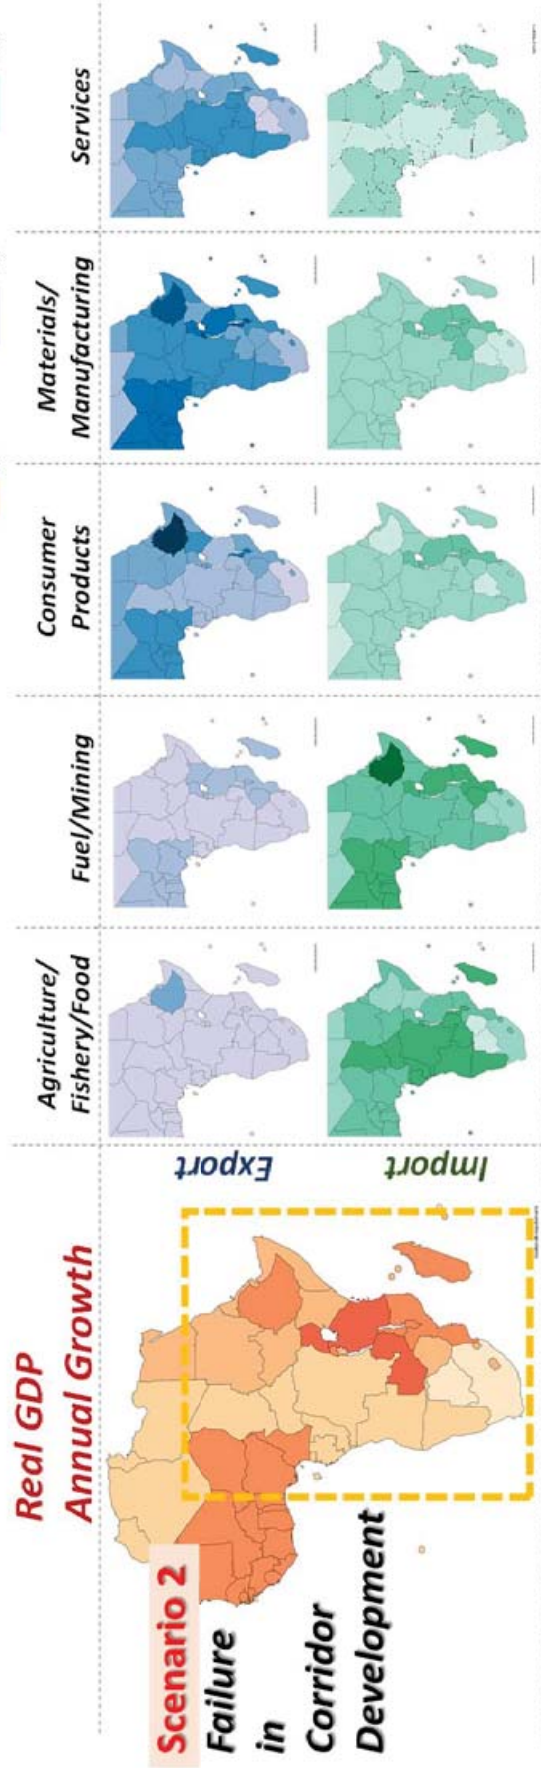 Real GDP
Annual Growth
Agriculture/
Fishery/Food
Fuel/Mining
Consumer
Products
Materials/
Manufacturing
Services
Scenario 2
Failure
in
Corridor
Development
Export
Import